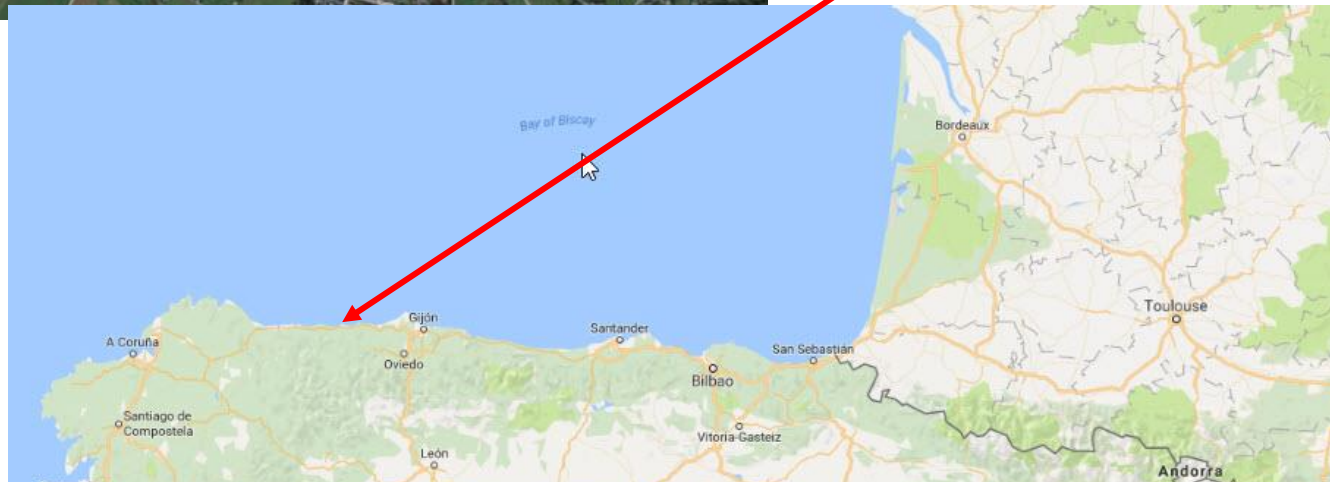 Bay of Biscay
Bordeaux
Toulouse
Gijón
Santander
A Coruña
San Sebastián
Oviedo
Bilbao
Santiago de
Compostela
Vitoria-Gasteiz
León
Andorra